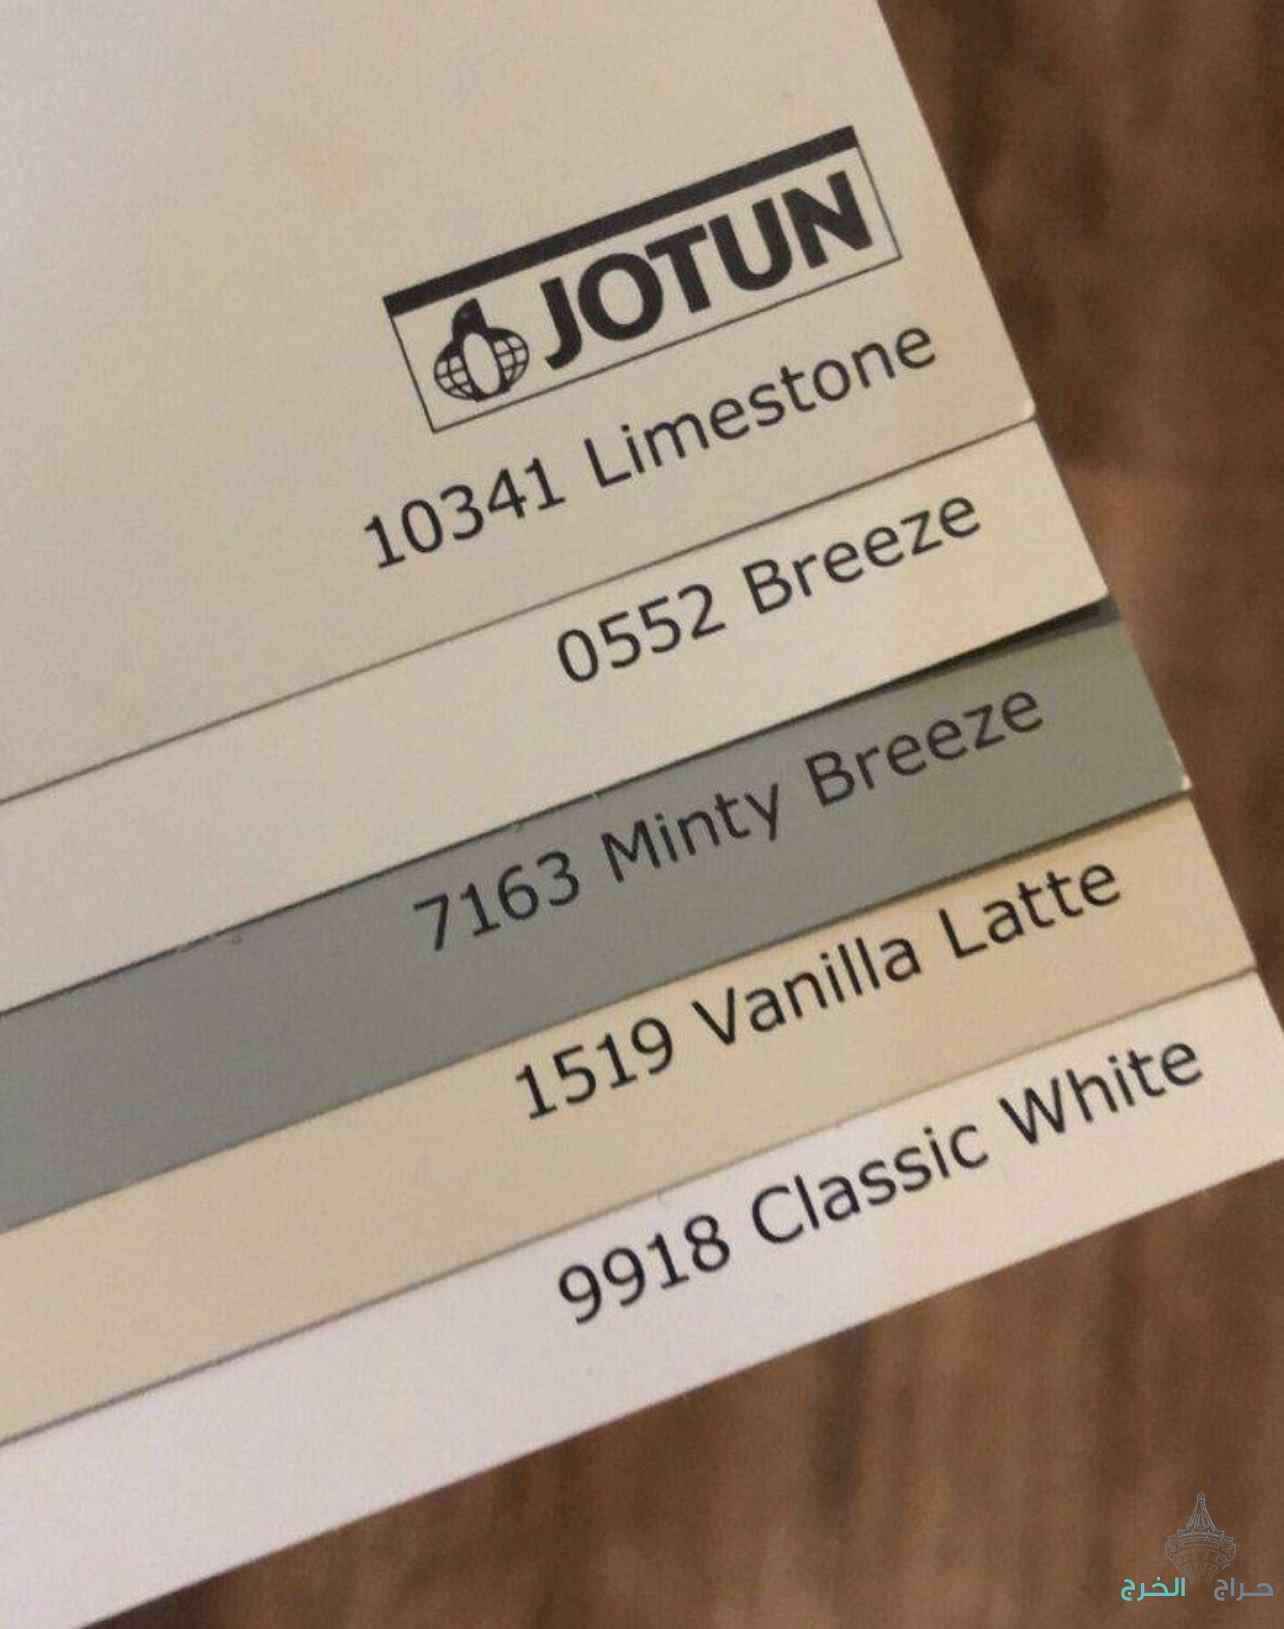 JOTUN
10341 Limestone
0552 Breeze
7163 Minty Breeze
1519 Vanilla Latte
9918 Classic White
حراج الخرج